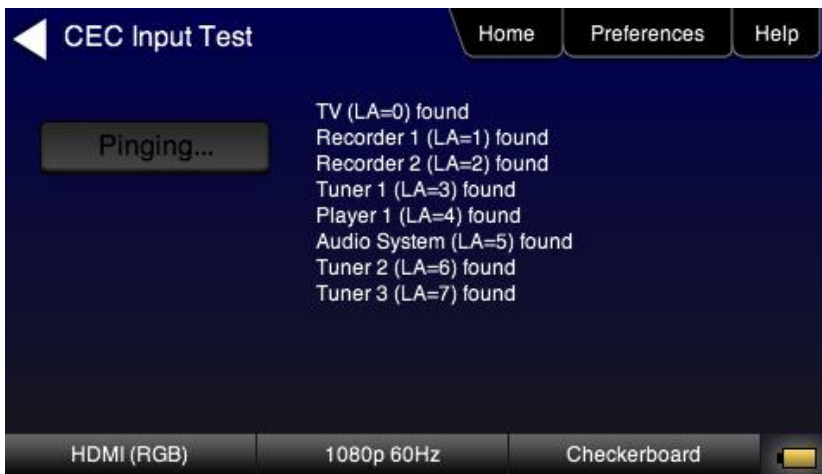 CEC Input Test
Home
Preferences
Help
Pinging...
TV (LA=0) found
Recorder 1 (LA=1) found
Recorder 2 (LA=2) found
Tuner 1 (LA=3) found
Player 1 (LA=4) found
Audio System (LA=5) found
Tuner 2 (LA=6) found
Tuner 3 (LA=7) found
HDMI (RGB)
1080p 60Hz
Checkerboard